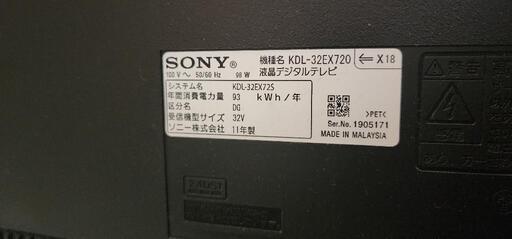 SONY® 機種名 KDL-32EX720 ⇐ X18
100 V～ 50/60 Hz 98 W 液晶デジタルテレビ
システム名 KDL-32EX72S
年間消費電力量 93 kWh/年
区分名 DG
受信機型サイズ 32V
ソニー株式会社 11年製
>PET<
Ser.No. 1905171
MADE IN MALAYSIA
警告